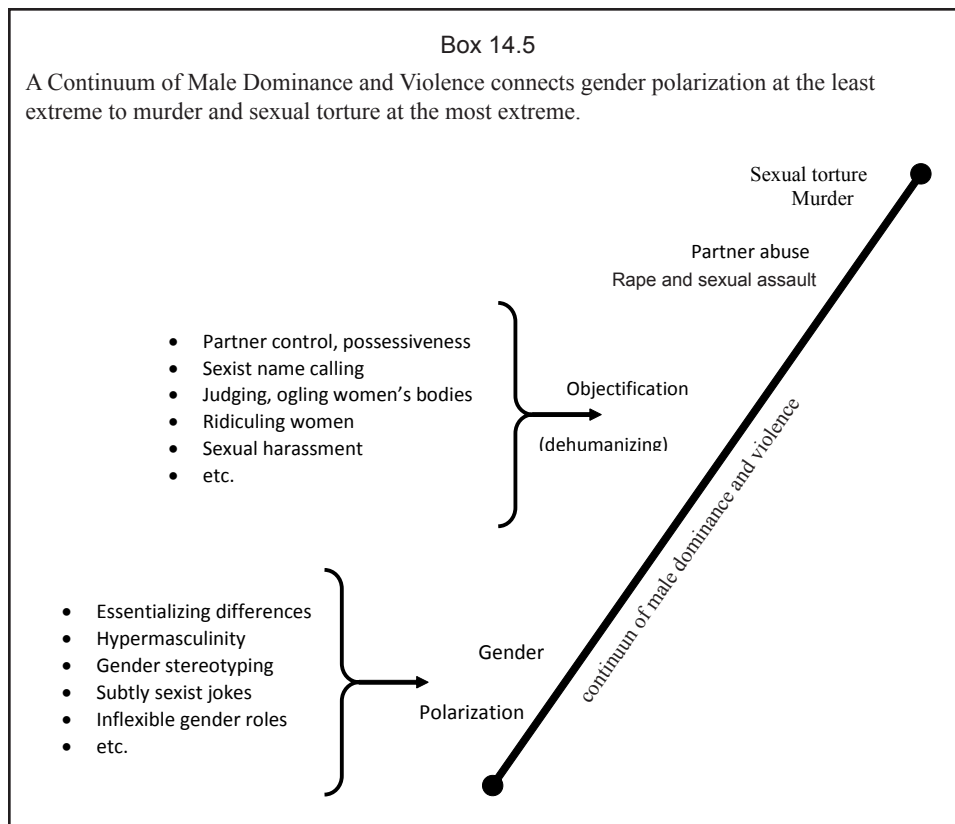 Box 14.5
A Continuum of Male Dominance and Violence connects gender polarization at the least
extreme to murder and sexual torture at the most extreme.
Sexual torture
Murder
Partner abuse
Rape and sexual assault
• Partner control, possessiveness
• Sexist name calling
• Judging, ogling women’s bodies
• Ridiculing women
• Sexual harassment
• etc.
Objectification
(dehumanizing)
continuun of male dominance and violence
• Essentializing differences
• Hypermasculinity
• Gender stereotyping
• Subtly sexist jokes
• Inflexible gender roles
• etc.
Gender
Polarization